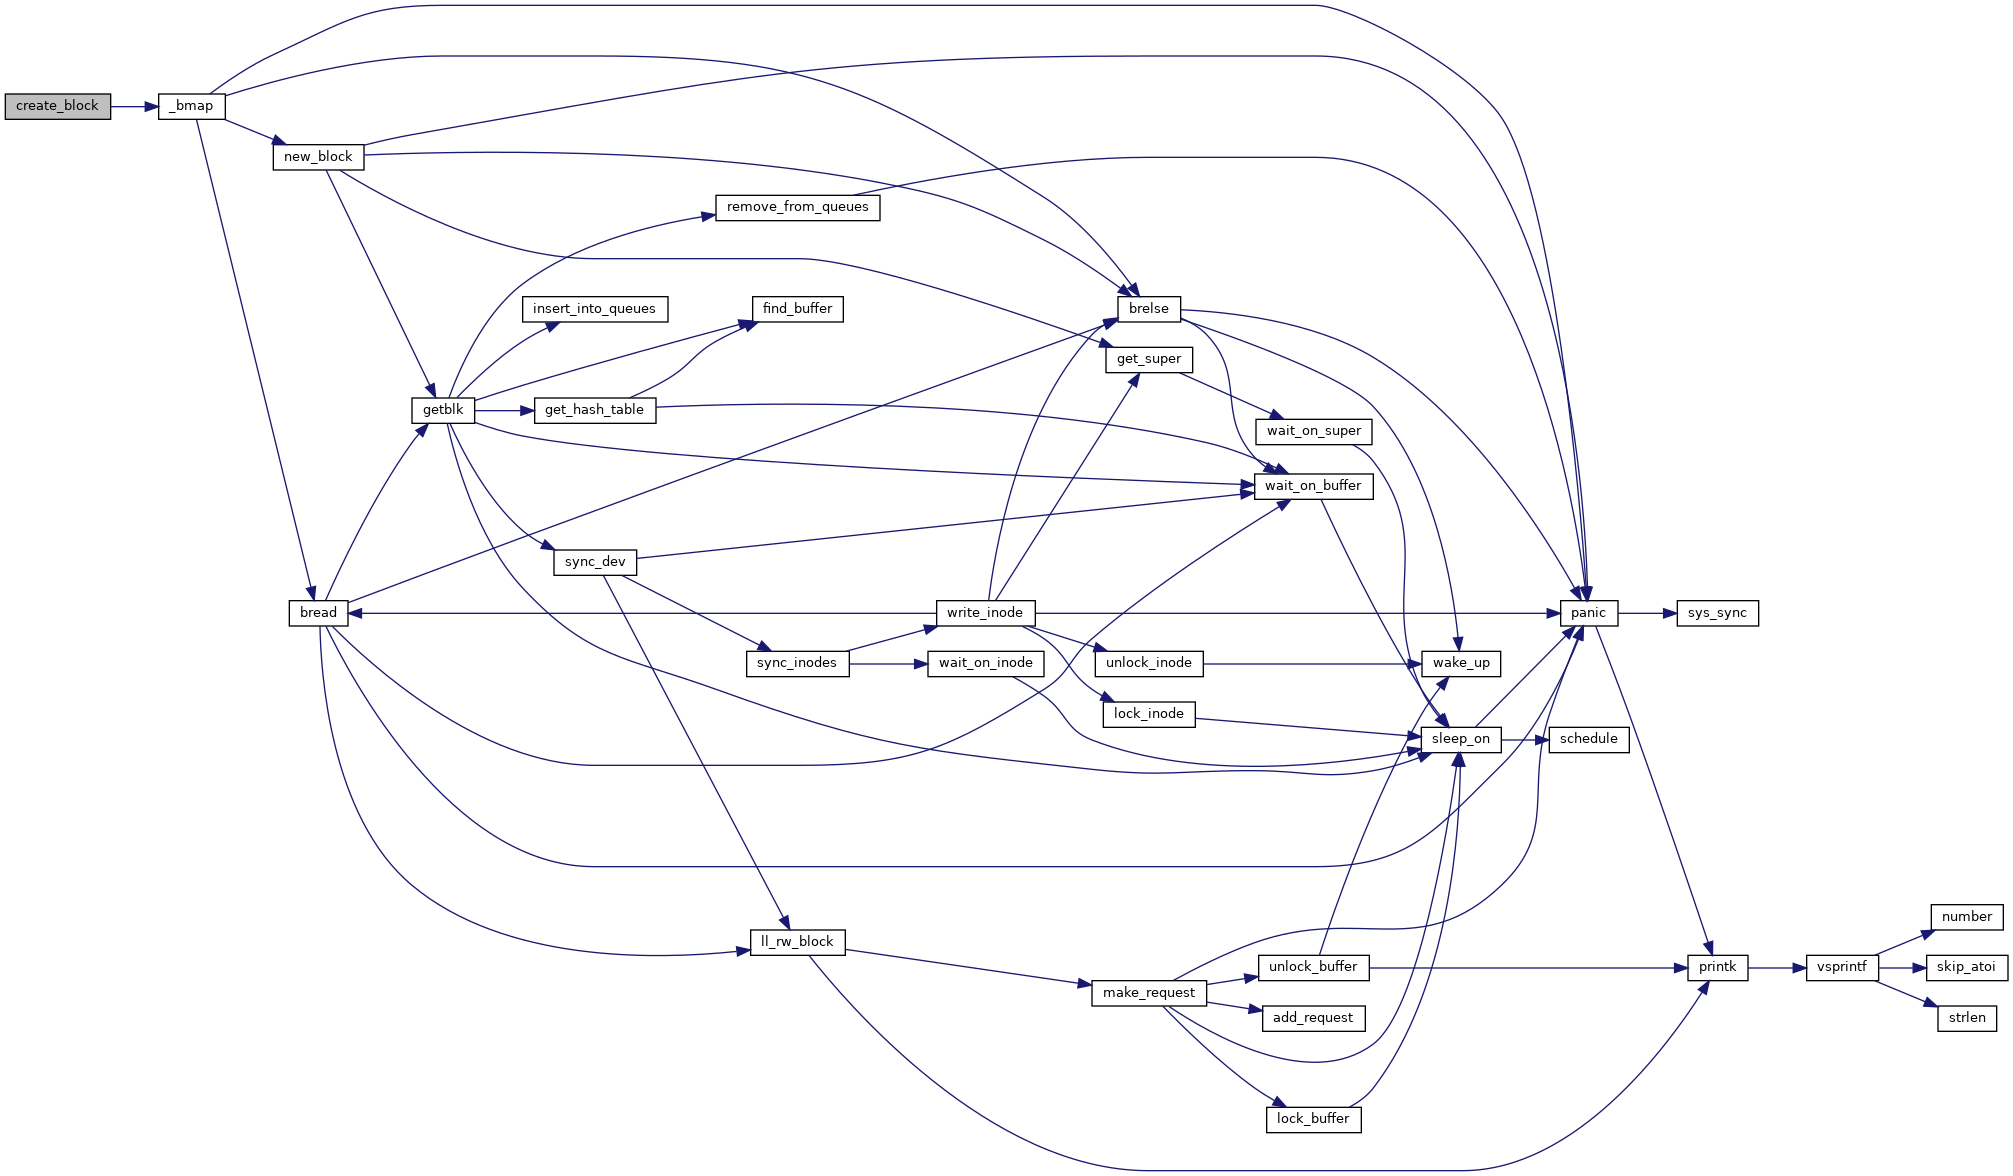 create_block
_bmap
new_block
remove_from_queues
insert_into_queues
find_buffer
brelse
get_super
getblk
get_hash_table
wait_on_super
wait_on_buffer
sync_dev
bread
write_inode
panic
sys_sync
sync_inodes
wait_on_inode
unlock_inode
wake_up
lock_inode
sleep_on
schedule
number
ll_rw_block
unlock_buffer
printk
vsprintf
skip_atoi
make_request
add_request
strlen
lock_buffer